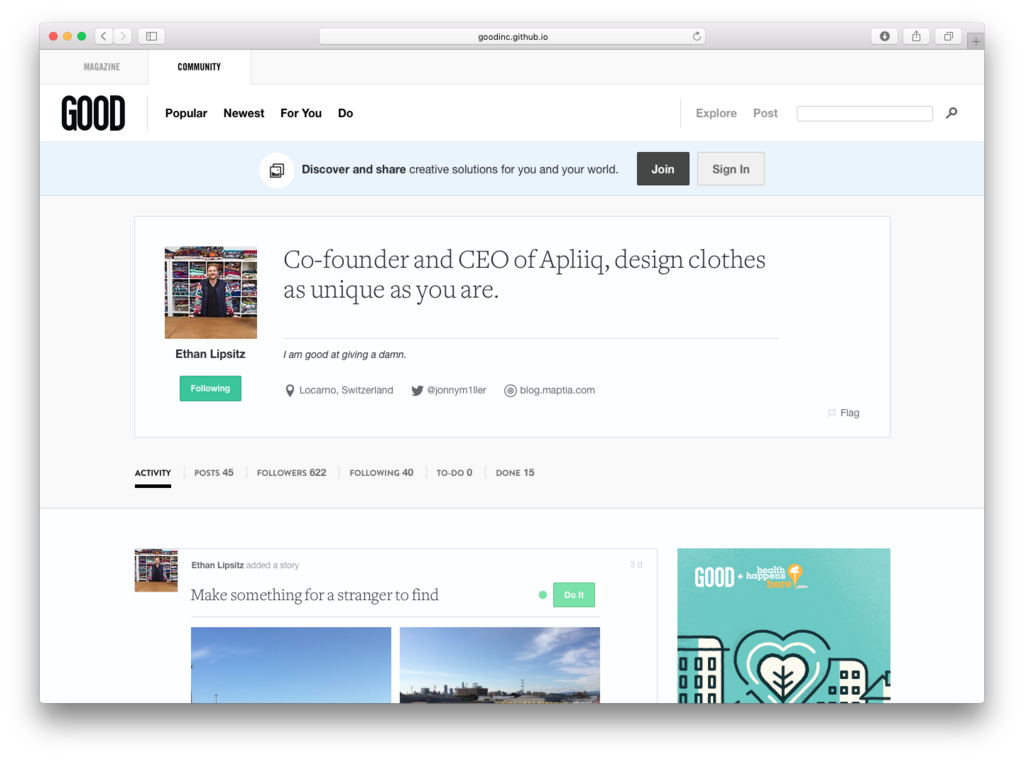 goodinc.github.io
MAGAZINE
COMMUNITY
GOOD
Popular Newest For You Do
Explore Post
Discover and share creative solutions for you and your world.
Join
Sign In
Co-founder and CEO of Apliiq, design clothes
as unique as you are.
Ethan Lipsitz
I am good at giving a damn.
Following
Locarno, Switzerland @jonnym1ller blog.maptia.com
Flag
ACTIVITY POSTS 45 FOLLOWERS 622 FOLLOWING 40 TO-DO 0 DONE 15
Ethan Lipsitz added a story 3 d
Make something for a stranger to find
Do It
GOOD + health
happens
here